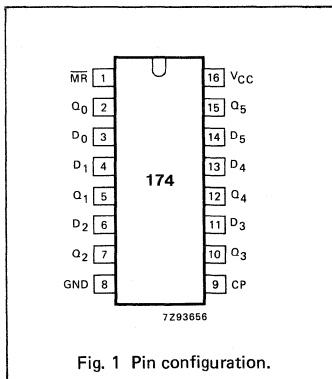 M̅R̅ 1 16 VCC
Q0 2 15 Q5
D0 3 14 D5
D1 4 13 D4
174
Q1 5 12 Q4
D2 6 11 D3
Q2 7 10 Q3
GND 8 9 CP
7Z93656
Fig. 1 Pin configuration.